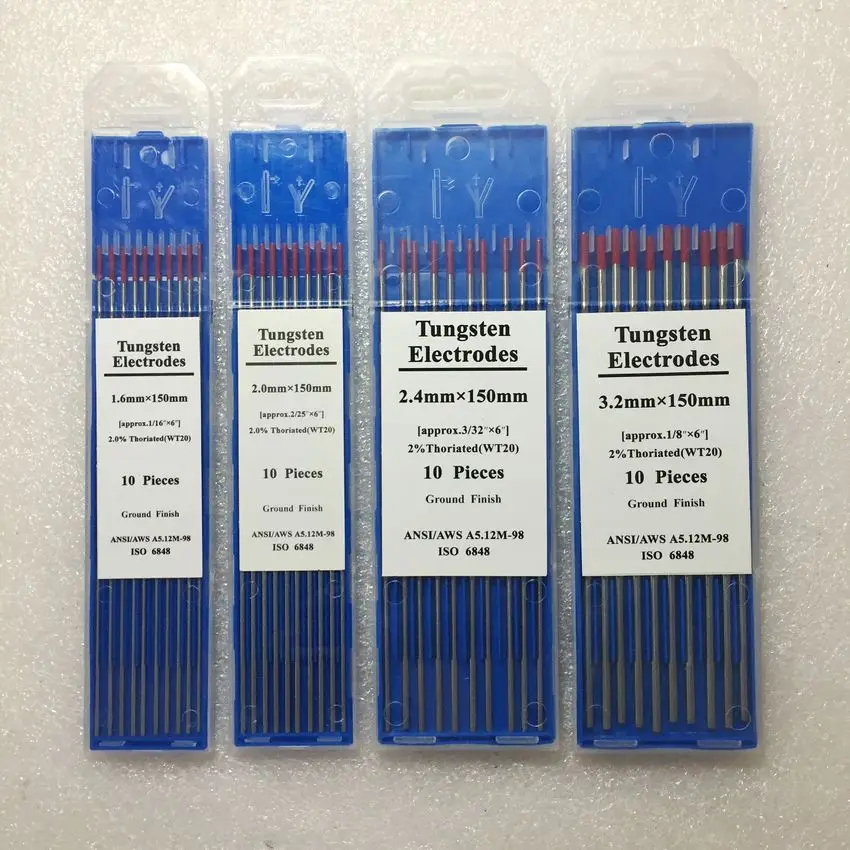 Tungsten
Electrodes
1.6mm×150mm
[approx.1/16"×6"]
2.0% Thoriated(WT20)
10 Pieces
Ground Finish
ANSI/AWS A5.12M-98
ISO 6848
Tungsten
Electrodes
2.0mm×150mm
[approx.2/25"×6"]
2.0% Thoriated(WT20)
10 Pieces
Ground Finish
ANSI/AWS A5.12M-98
ISO 6848
Tungsten
Electrodes
2.4mm×150mm
[approx.3/32"×6"]
2%Thoriated(WT20)
10 Pieces
Ground Finish
ANSI/AWS A5.12M-98
ISO 6848
Tungsten
Electrodes
3.2mm×150mm
[approx.1/8"×6"]
2%Thoriated(WT20)
10 Pieces
Ground Finish
ANSI/AWS A5.12M-98
ISO 6848